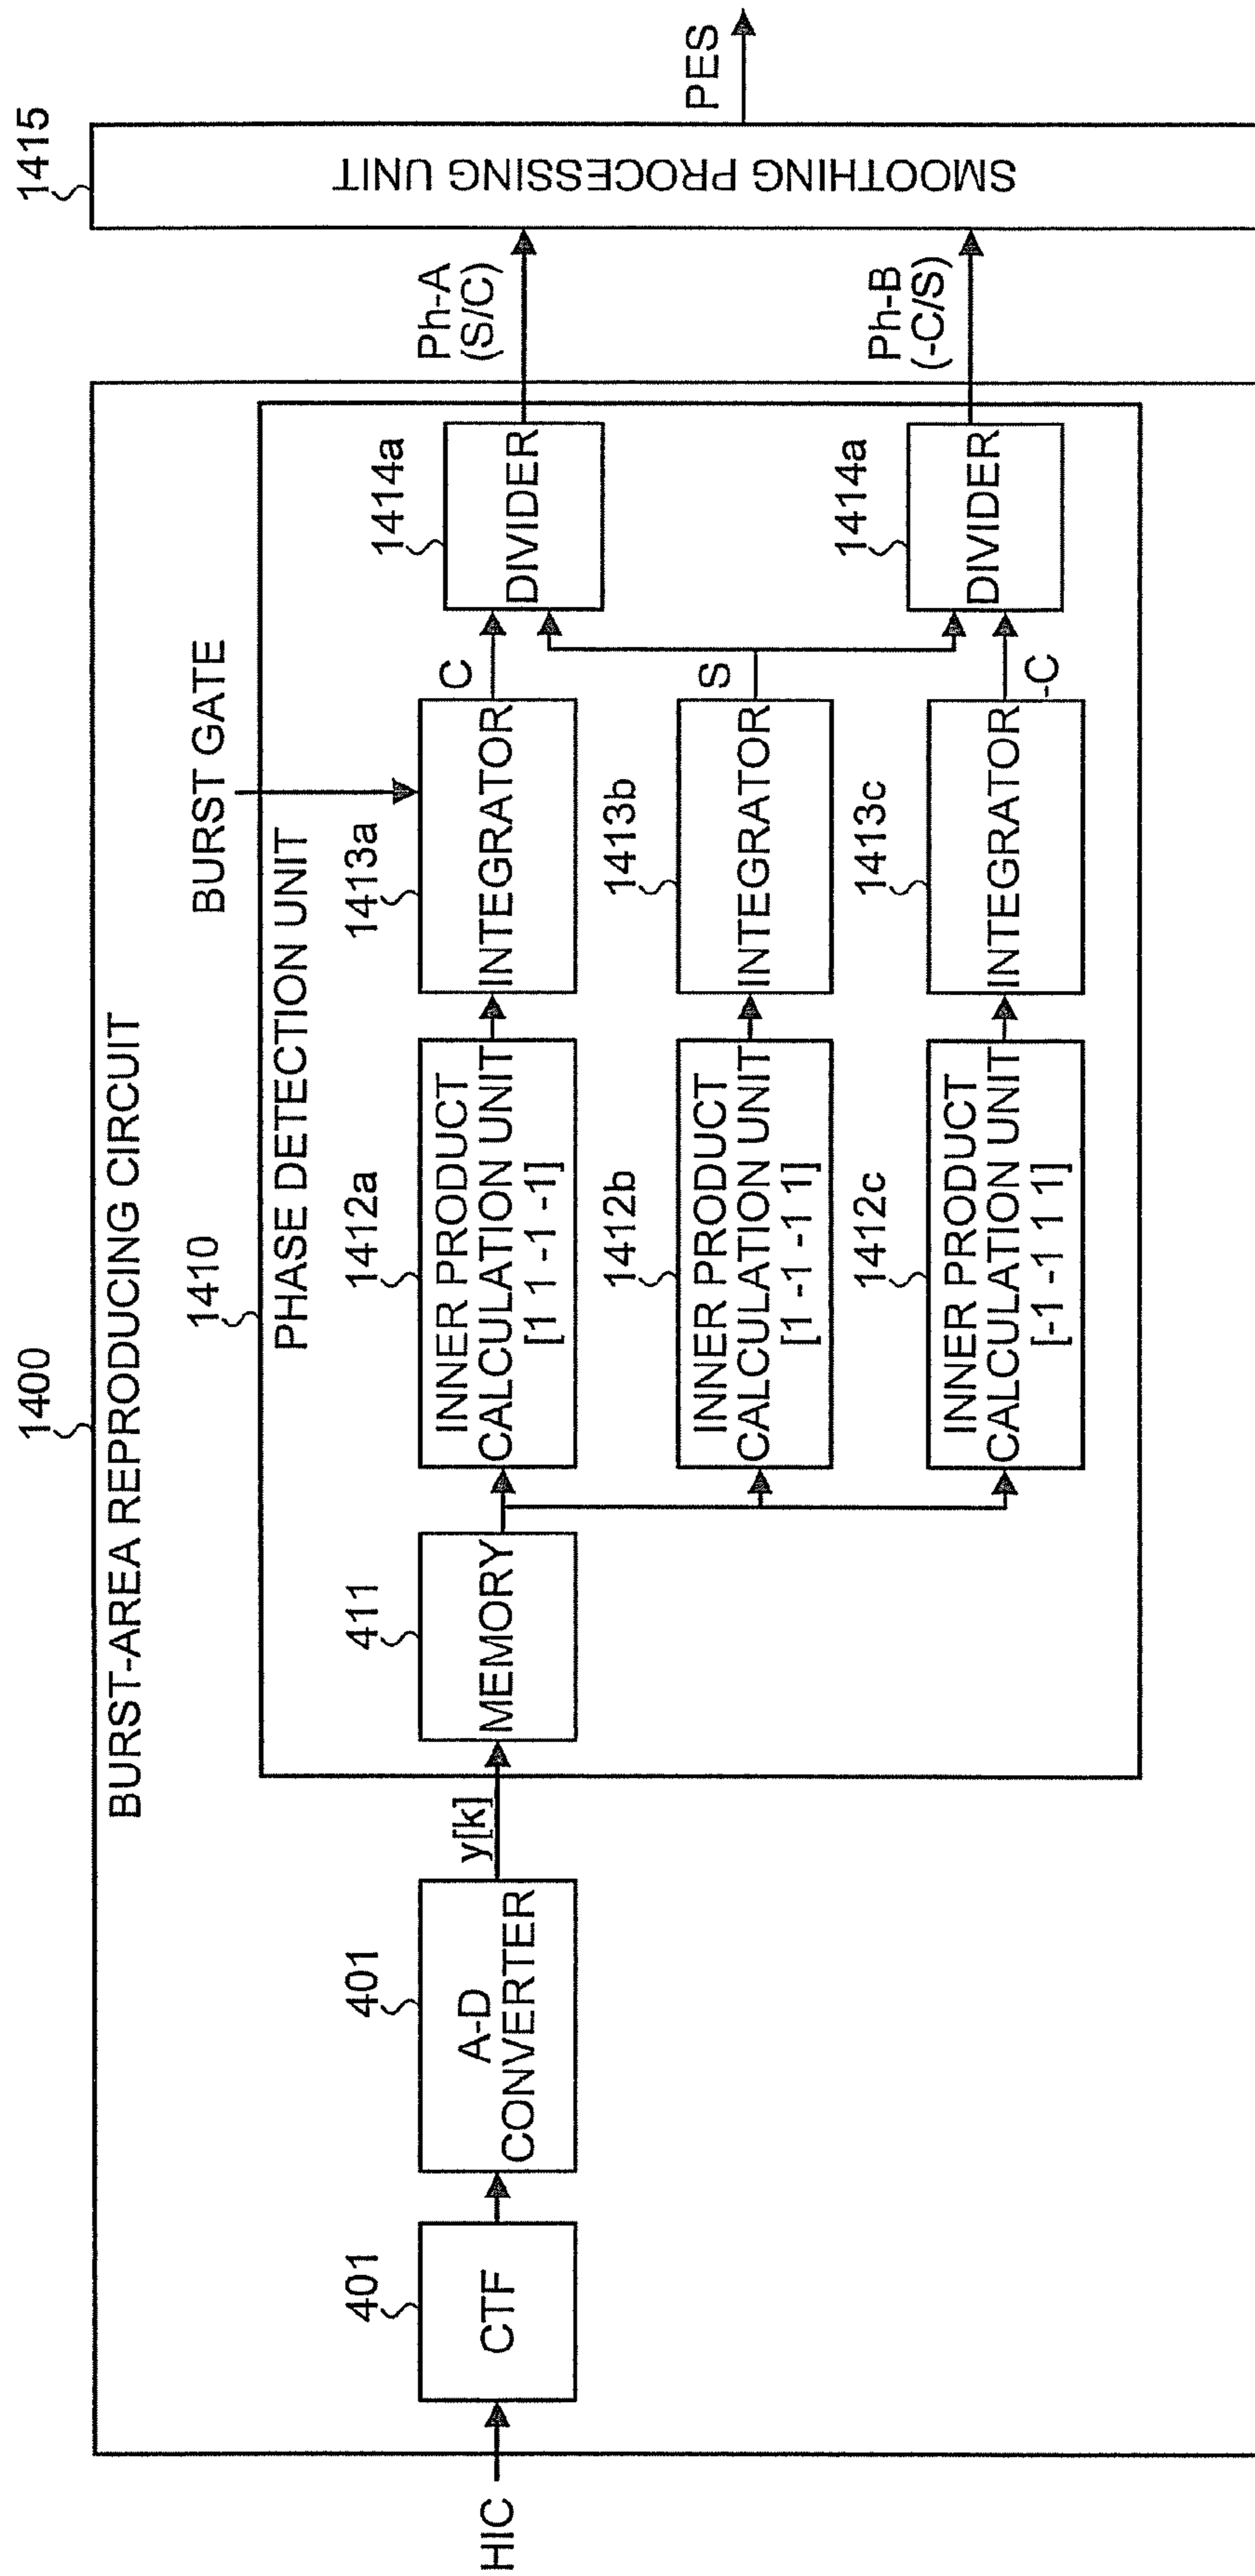 1400
BURST-AREA REPRODUCING CIRCUIT
1410
PHASE DETECTION UNIT
BURST GATE
HIC
401
CTF
401
A-D
CONVERTER
y[k]
411
MEMORY
1412a
INNER PRODUCT
CALCULATION UNIT
[1 1 -1 -1]
1413a
INTEGRATOR
C
1414a
DIVIDER
Ph-A
(S/C)
1412b
INNER PRODUCT
CALCULATION UNIT
[1 -1 -1 1]
1413b
INTEGRATOR
S
1412c
INNER PRODUCT
CALCULATION UNIT
[-1 -1 1 1]
1413c
INTEGRATOR
-C
1414a
DIVIDER
Ph-B
(-C/S)
1415
SMOOTHING PROCESSING UNIT
PES